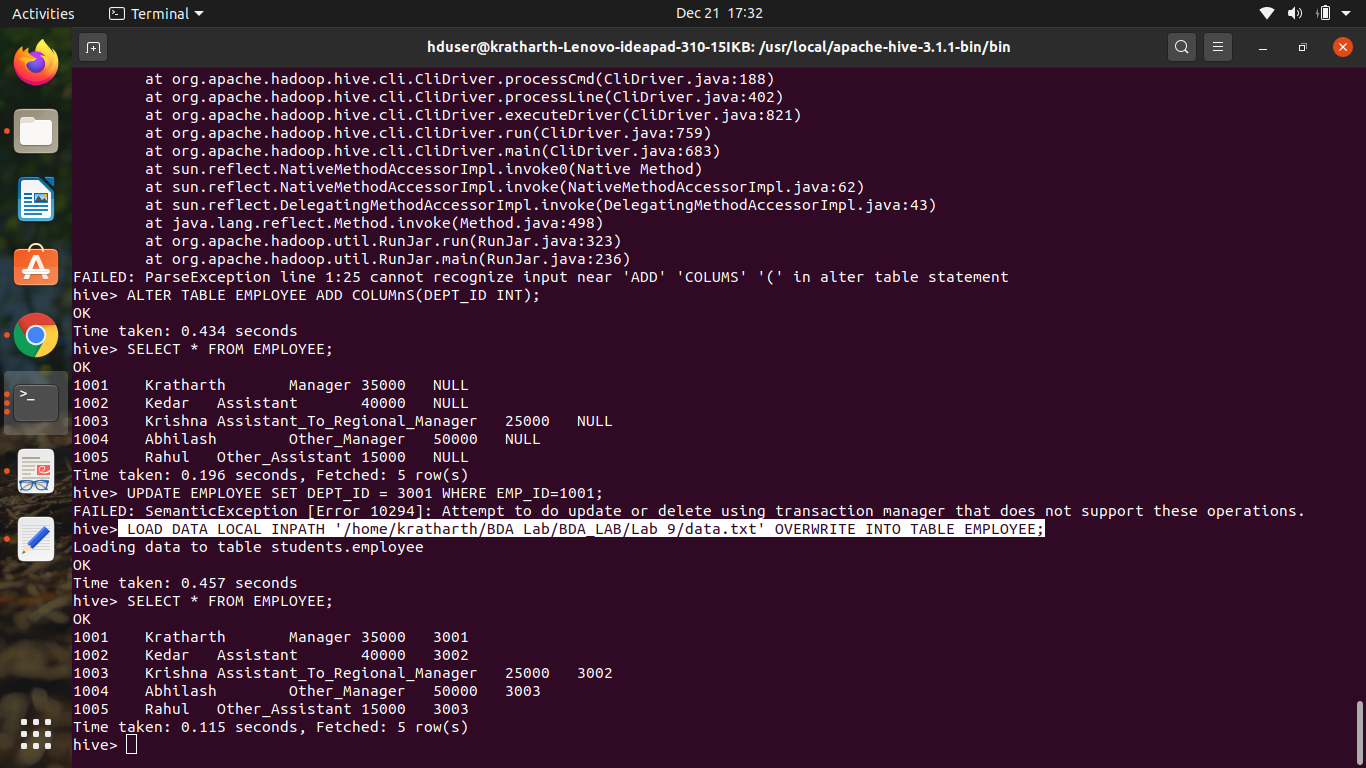 Activities
Terminal
Dec 21 17:32
hduser@kratharth-Lenovo-ideapad-310-15IKB: /usr/local/apache-hive-3.1.1-bin/bin
at org.apache.hadoop.hive.cli.CliDriver.processCmd(CliDriver.java:188)
at org.apache.hadoop.hive.cli.CliDriver.processLine(CliDriver.java:402)
at org.apache.hadoop.hive.cli.CliDriver.executeDriver(CliDriver.java:821)
at org.apache.hadoop.hive.cli.CliDriver.run(CliDriver.java:759)
at org.apache.hadoop.hive.cli.CliDriver.main(CliDriver.java:683)
at sun.reflect.NativeMethodAccessorImpl.invoke0(Native Method)
at sun.reflect.NativeMethodAccessorImpl.invoke(NativeMethodAccessorImpl.java:62)
at sun.reflect.DelegatingMethodAccessorImpl.invoke(DelegatingMethodAccessorImpl.java:43)
at java.lang.reflect.Method.invoke(Method.java:498)
at org.apache.hadoop.util.RunJar.run(RunJar.java:323)
at org.apache.hadoop.util.RunJar.main(RunJar.java:236)
FAILED: ParseException line 1:25 cannot recognize input near 'ADD' 'COLUMS' '(' in alter table statement
hive> ALTER TABLE EMPLOYEE ADD COLUMnS(DEPT_ID INT);
OK
Time taken: 0.434 seconds
hive> SELECT * FROM EMPLOYEE;
OK
1001 Kratharth Manager 35000 NULL
1002 Kedar Assistant 40000 NULL
1003 Krishna Assistant_To_Regional_Manager 25000 NULL
1004 Abhilash Other_Manager 50000 NULL
1005 Rahul Other_Assistant 15000 NULL
Time taken: 0.196 seconds, Fetched: 5 row(s)
hive> UPDATE EMPLOYEE SET DEPT_ID = 3001 WHERE EMP_ID=1001;
FAILED: SemanticException [Error 10294]: Attempt to do update or delete using transaction manager that does not support these operations.
hive> LOAD DATA LOCAL INPATH '/home/kratharth/BDA Lab/BDA_LAB/Lab 9/data.txt' OVERWRITE INTO TABLE EMPLOYEE;
Loading data to table students.employee
OK
Time taken: 0.457 seconds
hive> SELECT * FROM EMPLOYEE;
OK
1001 Kratharth Manager 35000 3001
1002 Kedar Assistant 40000 3002
1003 Krishna Assistant_To_Regional_Manager 25000 3002
1004 Abhilash Other_Manager 50000 3003
1005 Rahul Other_Assistant 15000 3003
Time taken: 0.115 seconds, Fetched: 5 row(s)
hive>